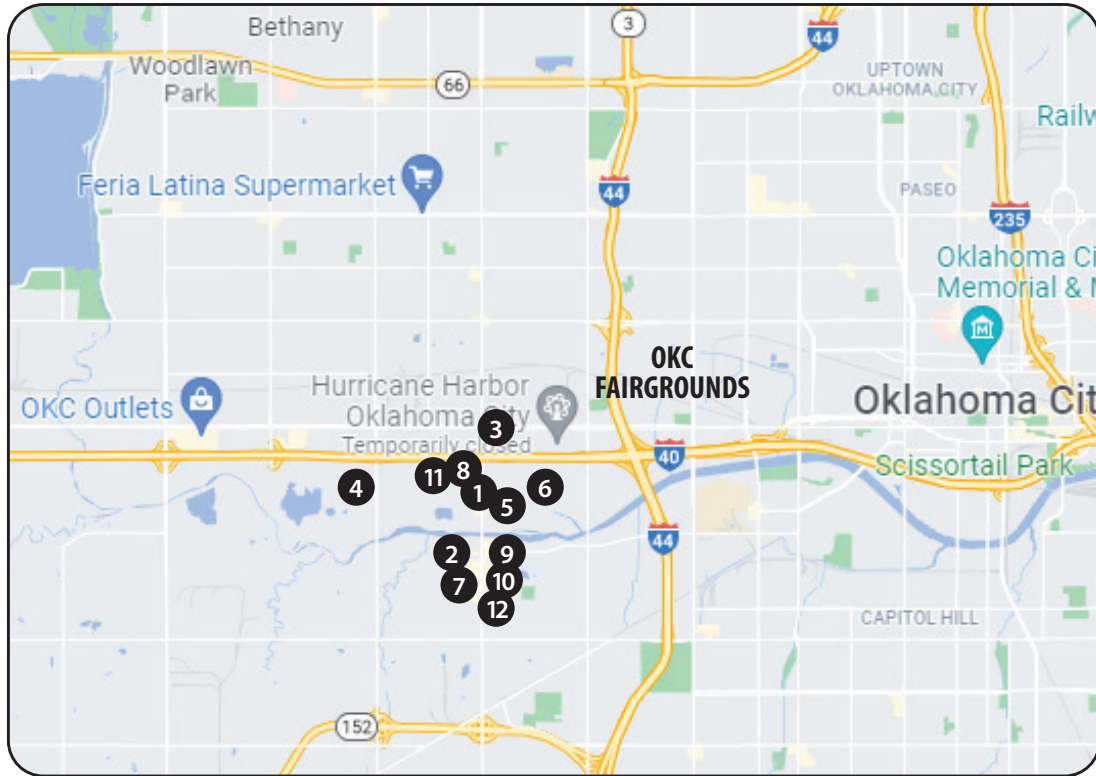 Bethany
3
44
Woodlawn
Park
66
UPTOWN
OKLAHOMA CITY
Railw
Feria Latina Supermarket
44
PASEO
235
Oklahoma Ci
Memorial & M
M
OKC
FAIRGROUNDS
Hurricane Harbor
Oklahoma City
Temporarily closed
OKC Outlets
Oklahoma Cit
3
40
Scissortail Park
8
11
4
1
6
5
44
2
9
7
10
12
CAPITOL HILL
152